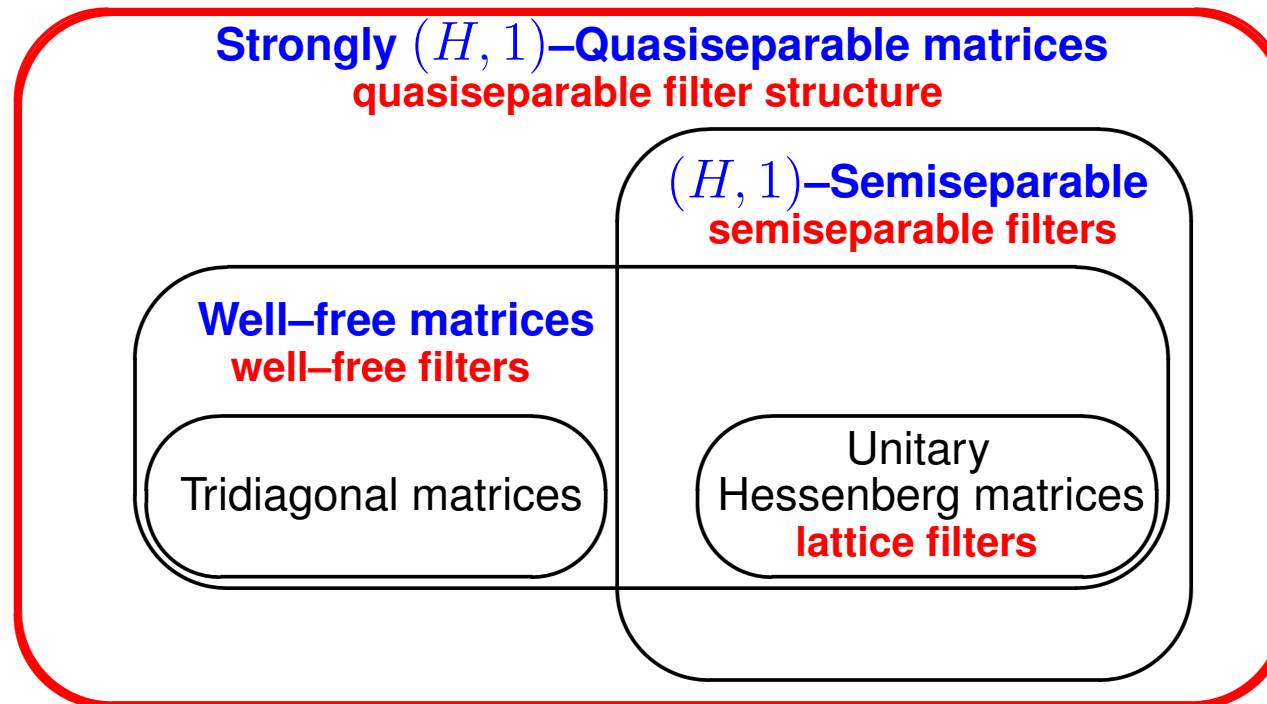 Strongly (H, 1)–Quasiseparable matrices
quasiseparable filter structure
(H, 1)–Semiseparable
semiseparable filters
Well–free matrices
well–free filters
Tridiagonal matrices
Unitary
Hessenberg matrices
lattice filters